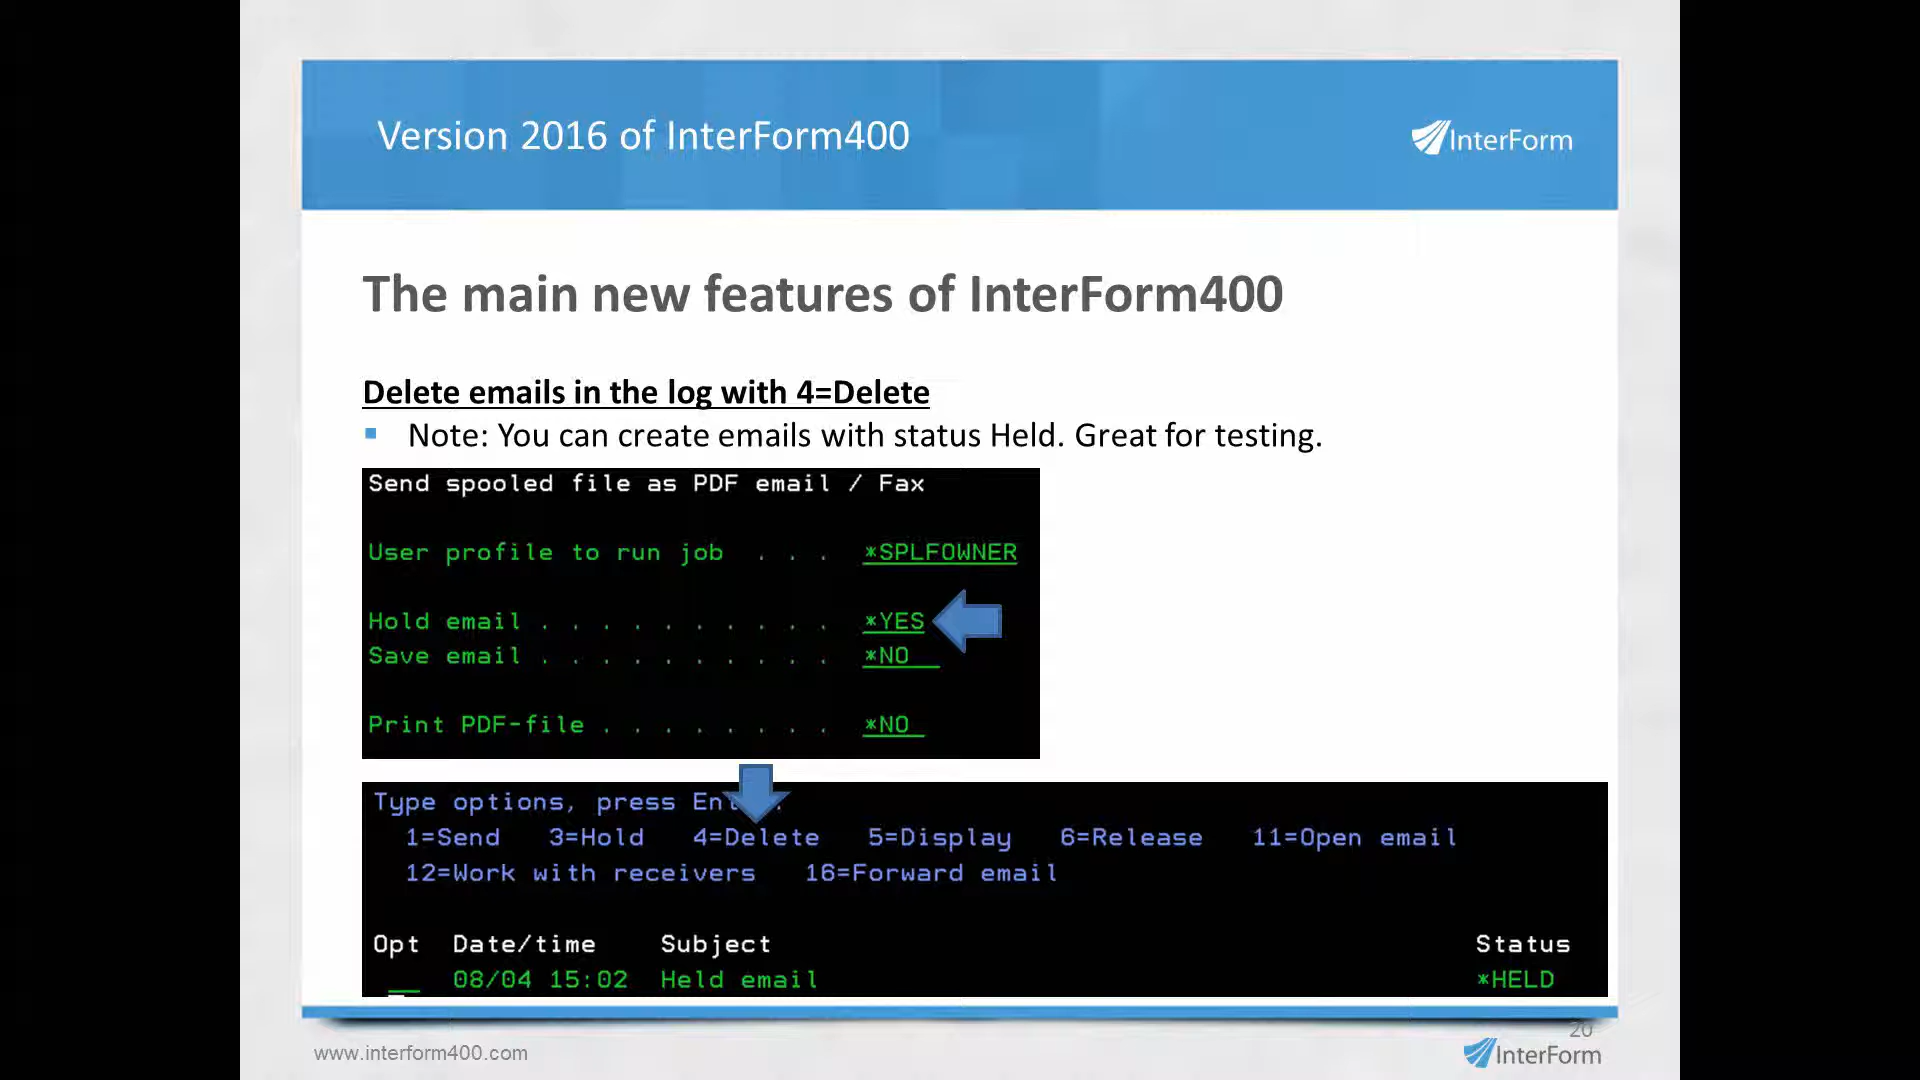 Version 2016 of InterForm400
InterForm
The main new features of InterForm400
Delete emails in the log with 4=Delete
Note: You can create emails with status Held. Great for testing.
Send spooled file as PDF email / Fax
User profile to run job . . . *SPLFOWNER
Hold email . . . . . . . . . . *YES
Save email . . . . . . . . . . *NO
Print PDF-file . . . . . . . . *NO
Type options, press
1=Send 3=Hold 4=Delete 5=Display 6=Release 11=Open email
12=Work with receivers 16=Forward email
Opt Date/time Subject Status
08/04 15:02 Held email *HELD
20
www.interform400.com
InterForm